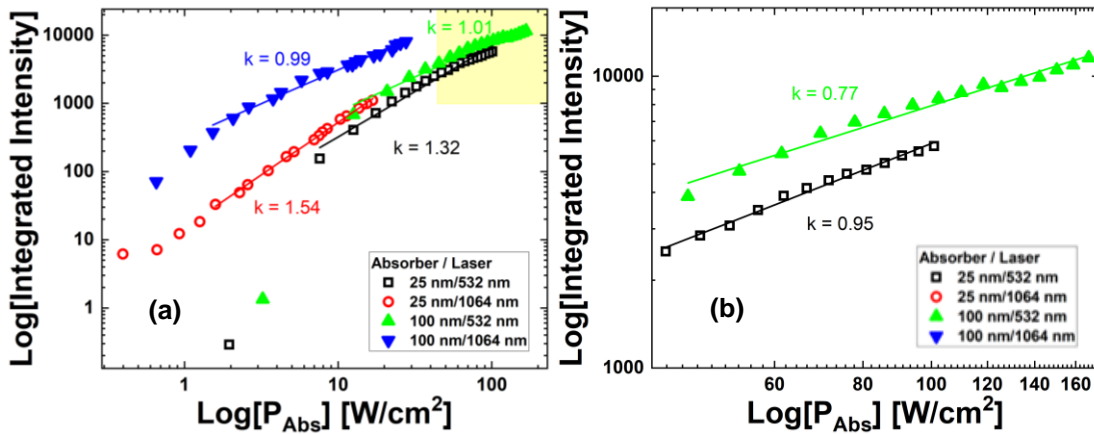 Log[Integrated Intensity)
10000
1000
100
10
1
k = 0.99
k = 1.01
k = 1.32
k = 1.54
(a)
Absorber / Laser
25 nm/532 nm
25 nm/1064 nm
100 nm/532 nm
100 nm/1064 nm
1
10
100
Log[PAbs] [W/cm2]
Log[Integrated Intensity)
10000
1000
k = 0.77
k = 0.95
(b)
Absorber / Laser
25 nm/532 nm
25 nm/1064 nm
100 nm/532 nm
100 nm/1064 nm
60
80
100
120
140
160
Log[PAbs] [W/cm2]